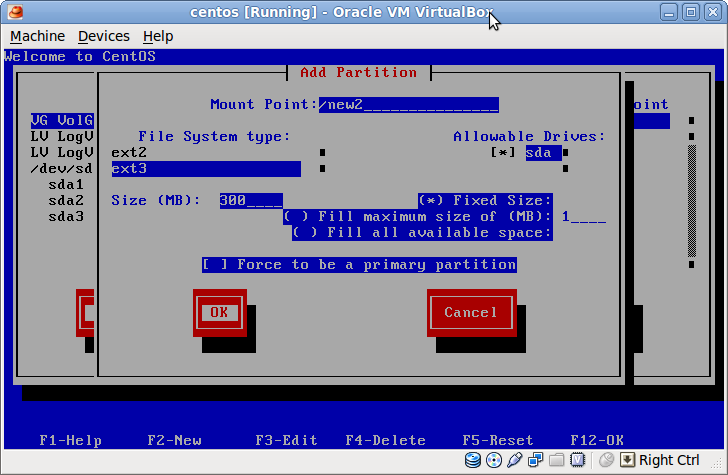 centos [Running] - Oracle VM VirtualBox
Machine Devices Help
Welcome to CentOS
Add Partition
Mount Point: /new2________________ oint
VG VolG
File System type: Allowable Drives:
LV LogV
LV LogV ext2 [*] sda
/dev/sd ext3
sda1
sda2 Size (MB): 300____ (*) Fixed Size:
sda3 ( ) Fill maximum size of (MB): 1____
( ) Fill all available space:
[ ] Force to be a primary partition
OK Cancel
F1-Help F2-New F3-Edit F4-Delete F5-Reset F12-OK
Right Ctrl